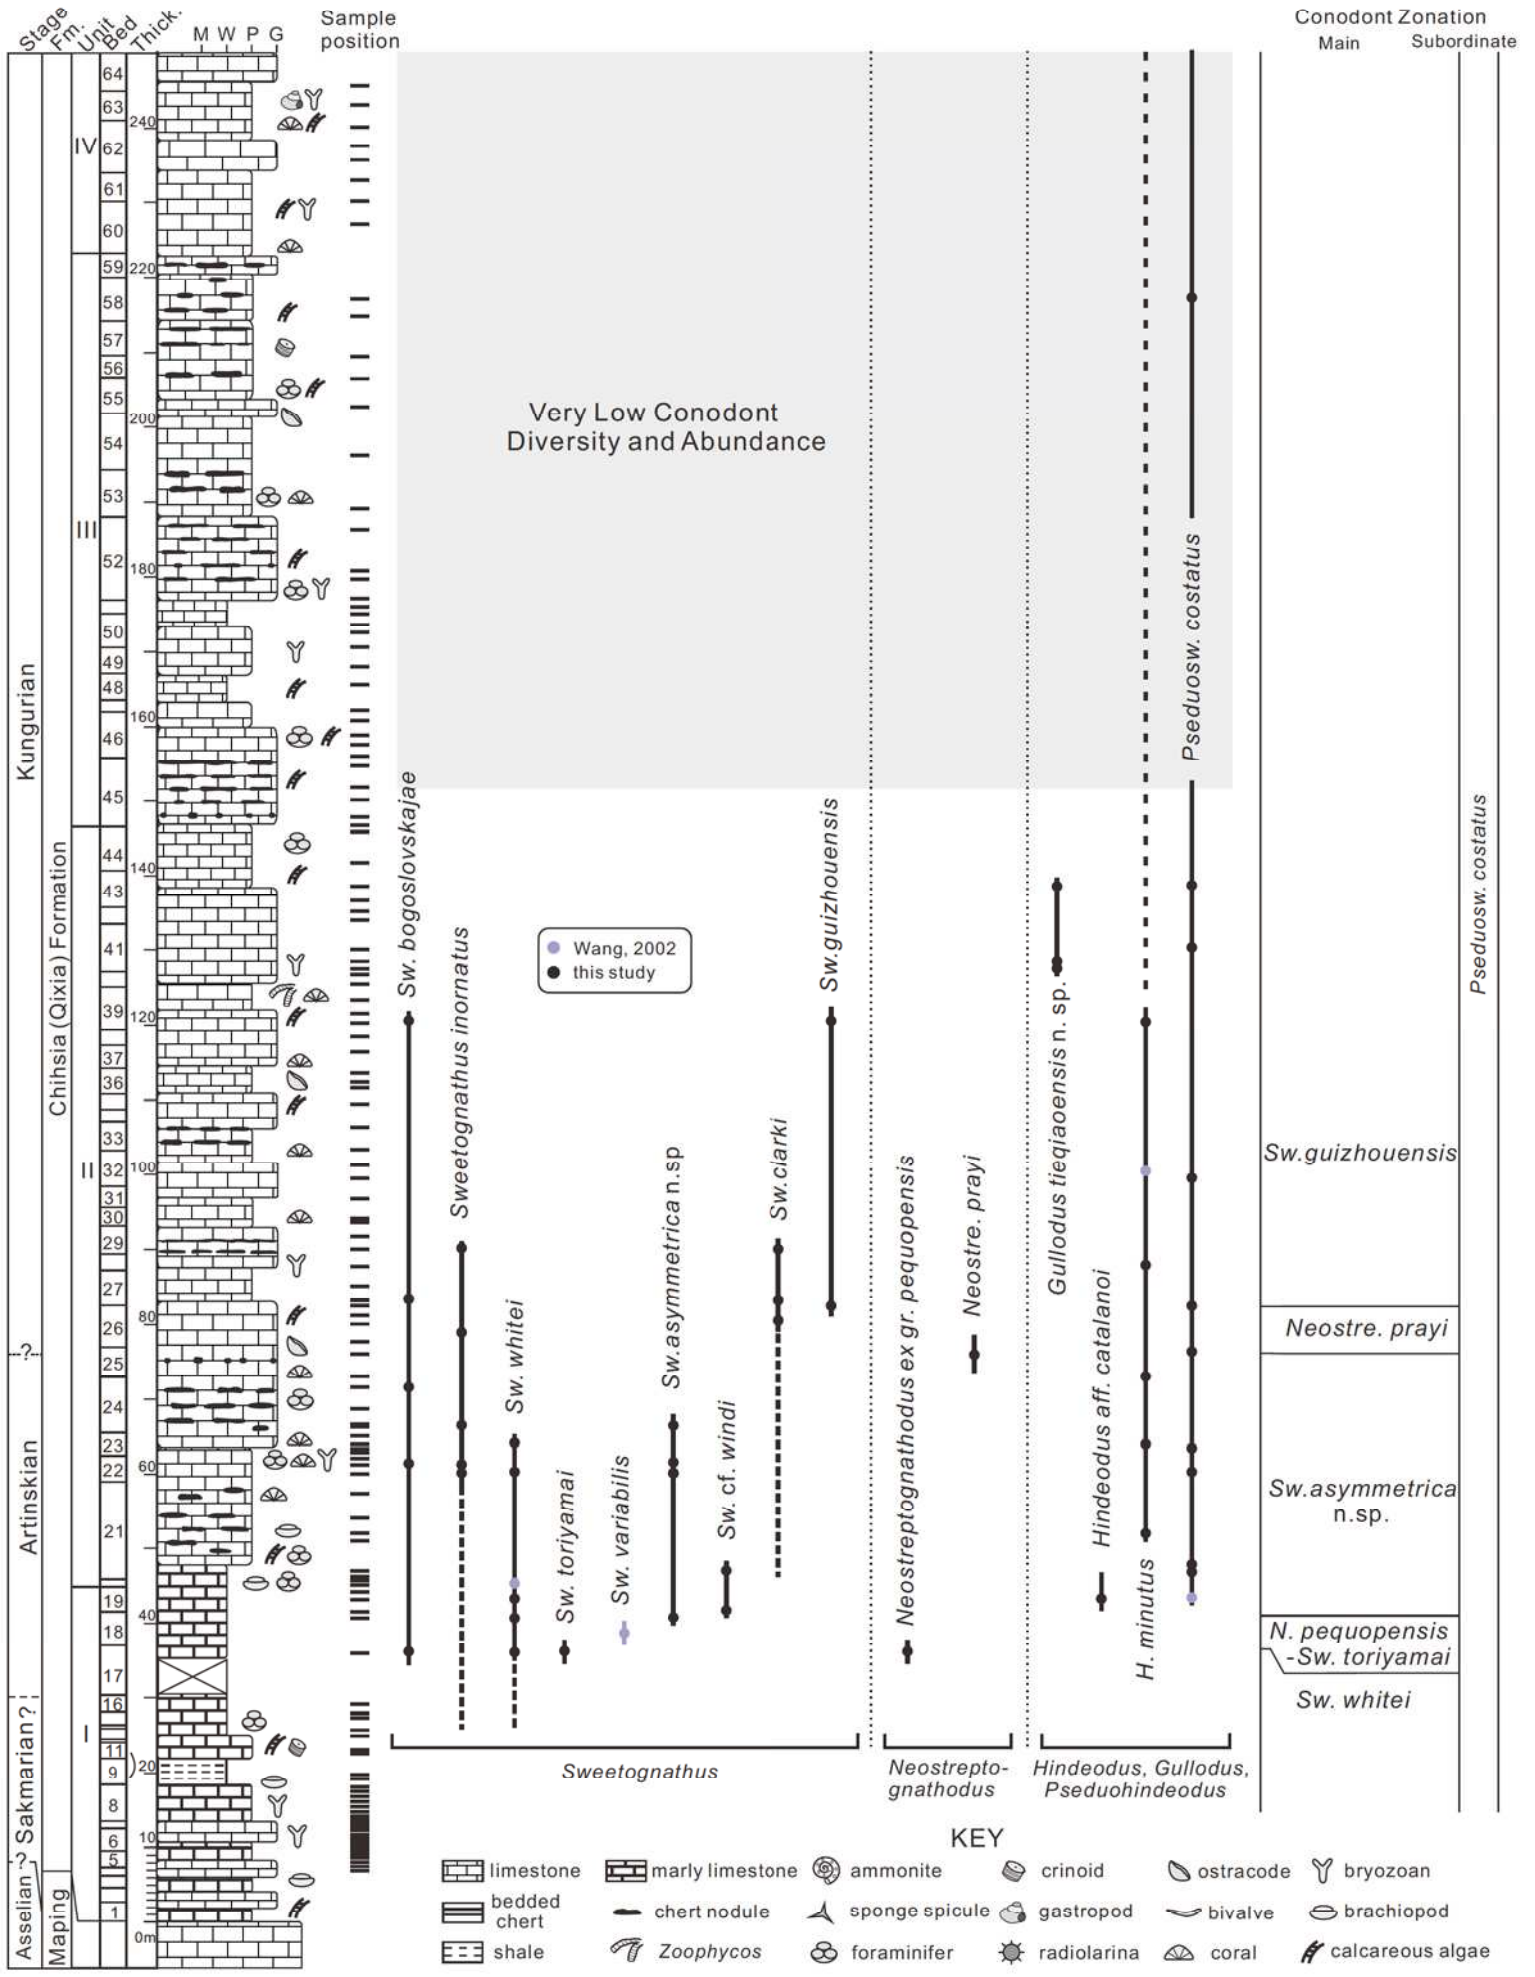 Stage
Fm.
Unit
Bed
Thick.
M W P G
Sample
position
Conodont Zonation
Main
Subordinate
64
63
240
IV
62
61
60
59
220
58
57
56
55
200
54
53
III
52
180
50
49
48
160
46
45
44
140
43
41
39
120
37
36
33
II
32
100
31
30
29
27
80
26
25
24
23
22
60
21
19
40
18
17
16
I
11
20
9
8
10
6
5
1
0m
Kungurian
?
Artinskian
Sakmarian?
?
Asselian
Chihsia (Qixia) Formation
Maping
Very Low Conodont
Diversity and Abundance
Wang, 2002
this study
Sw. bogoslovskajae
Sweetognathus inornatus
Sw. whitei
Sw. toriyamai
Sw. variabilis
Sw.asymmetrica n.sp
Sw. cf. windi
Sw.clarki
Sw.guizhouensis
Neostreptognathodus ex gr. pequopensis
Neostre. prayi
Gullodus tieqiaoensis n. sp.
Hindeodus aff. catalanoi
H. minutus
Pseduosw. costatus
Pseduosw. costatus
Sw.guizhouensis
Neostre. prayi
Sw.asymmetrica
n.sp.
N. pequopensis
-Sw. toriyamai
Sw. whitei
Sweetognathus
Neostrepto-
gnathodus
Hindeodus, Gullodus,
Pseduohindeodus
KEY
limestone
marly limestone
ammonite
crinoid
ostracode
bryozoan
bedded
chert
chert nodule
sponge spicule
gastropod
bivalve
brachiopod
shale
Zoophycos
foraminifer
radiolarina
coral
calcareous algae